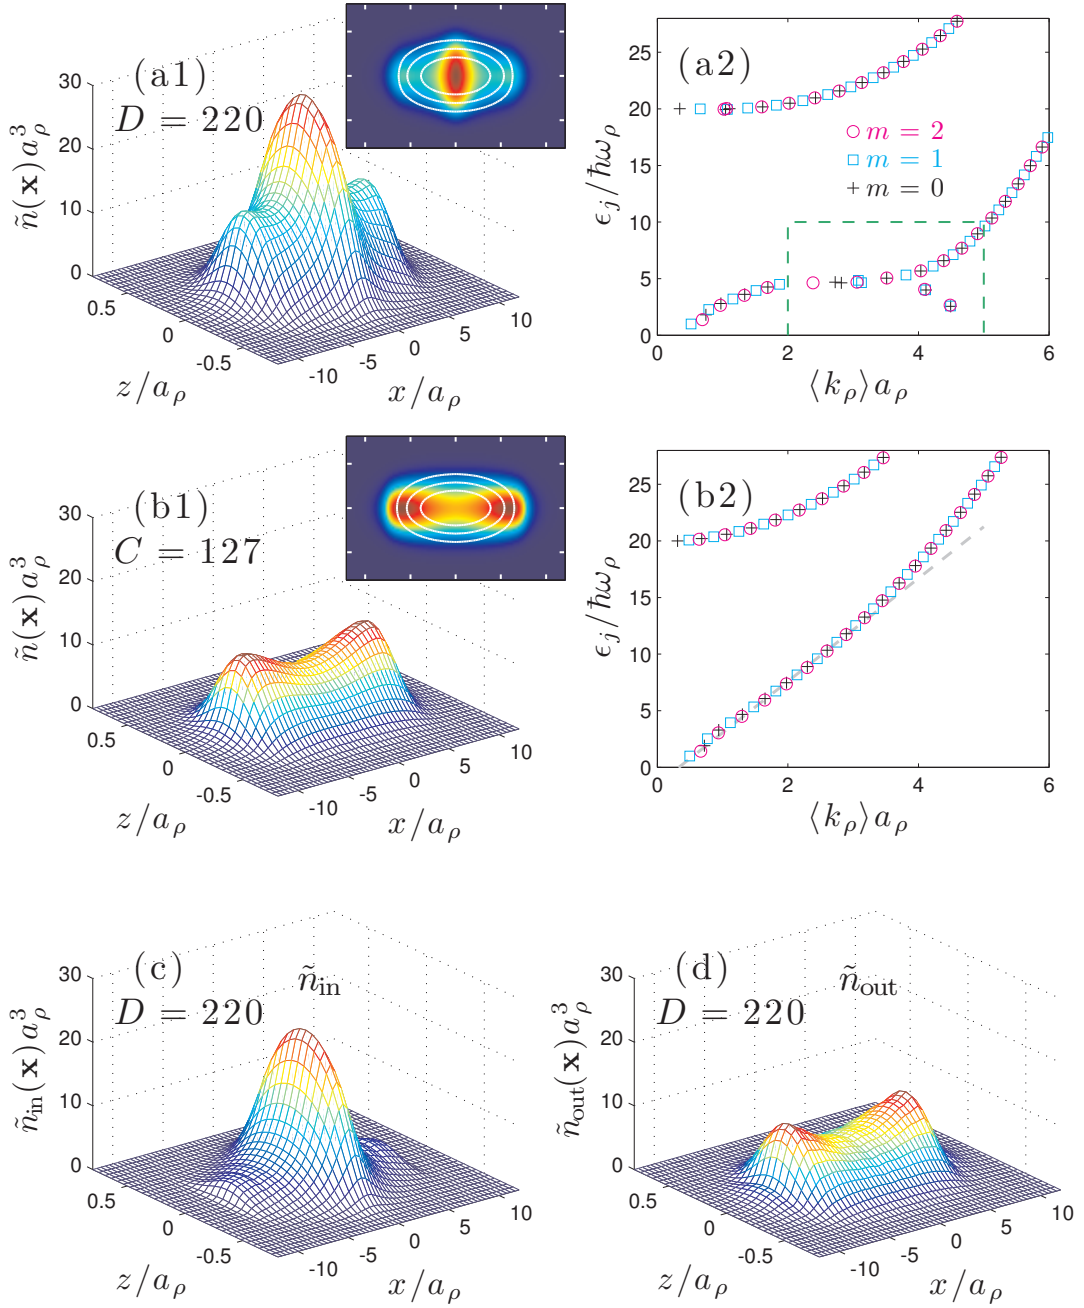 (a1)
D = 220
30
20
10
0
ñ(x)a_ρ^3
0.5
0
-0.5
z/a_ρ
-10
-5
0
5
10
x/a_ρ
(a2)
25
20
15
10
5
0
ϵ_j/ħω_ρ
m = 2
m = 1
m = 0
0
2
4
6
⟨k_ρ⟩a_ρ
(b1)
C = 127
30
20
10
0
ñ(x)a_ρ^3
0.5
0
-0.5
z/a_ρ
-10
-5
0
5
10
x/a_ρ
(b2)
25
20
15
10
5
0
ϵ_j/ħω_ρ
0
2
4
6
⟨k_ρ⟩a_ρ
(c)
ñ_in
D = 220
30
20
10
0
ñ_in(x)a_ρ^3
0.5
0
-0.5
z/a_ρ
-10
-5
0
5
10
x/a_ρ
(d)
ñ_out
D = 220
30
20
10
0
ñ_out(x)a_ρ^3
0.5
0
-0.5
z/a_ρ
-10
-5
0
5
10
x/a_ρ